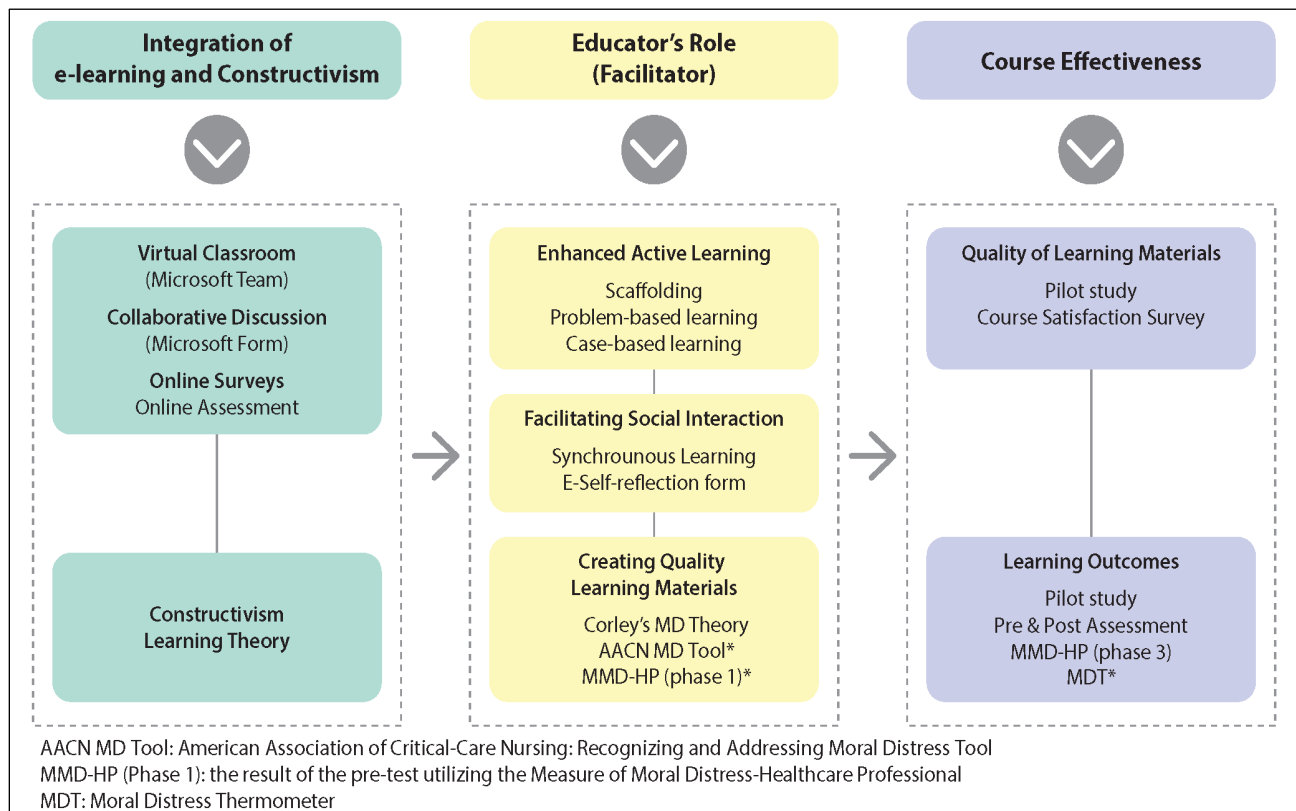 Integration of
e-learning and Constructivism
Virtual Classroom
(Microsoft Team)
Collaborative Discussion
(Microsoft Form)
Online Surveys
Online Assessment
Constructivism
Learning Theory
Educator's Role
(Facilitator)
Enhanced Active Learning
Scaffolding
Problem-based learning
Case-based learning
Facilitating Social Interaction
Synchrounous Learning
E-Self-reflection form
Creating Quality
Learning Materials
Corley's MD Theory
AACN MD Tool*
MMD-HP (phase 1)*
Course Effectiveness
Quality of Learning Materials
Pilot study
Course Satisfaction Survey
Learning Outcomes
Pilot study
Pre & Post Assessment
MMD-HP (phase 3)
MDT*
AACN MD Tool: American Association of Critical-Care Nursing: Recognizing and Addressing Moral Distress Tool
MMD-HP (Phase 1): the result of the pre-test utilizing the Measure of Moral Distress-Healthcare Professional
MDT: Moral Distress Thermometer